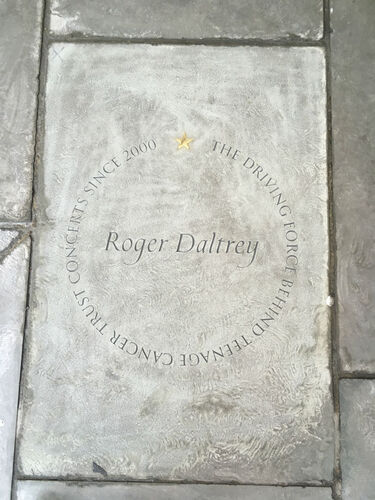 THE DRIVING FORCE BEHIND TEENAGE CANCER TRUST CONCERTS SINCE 2000
Roger Daltrey